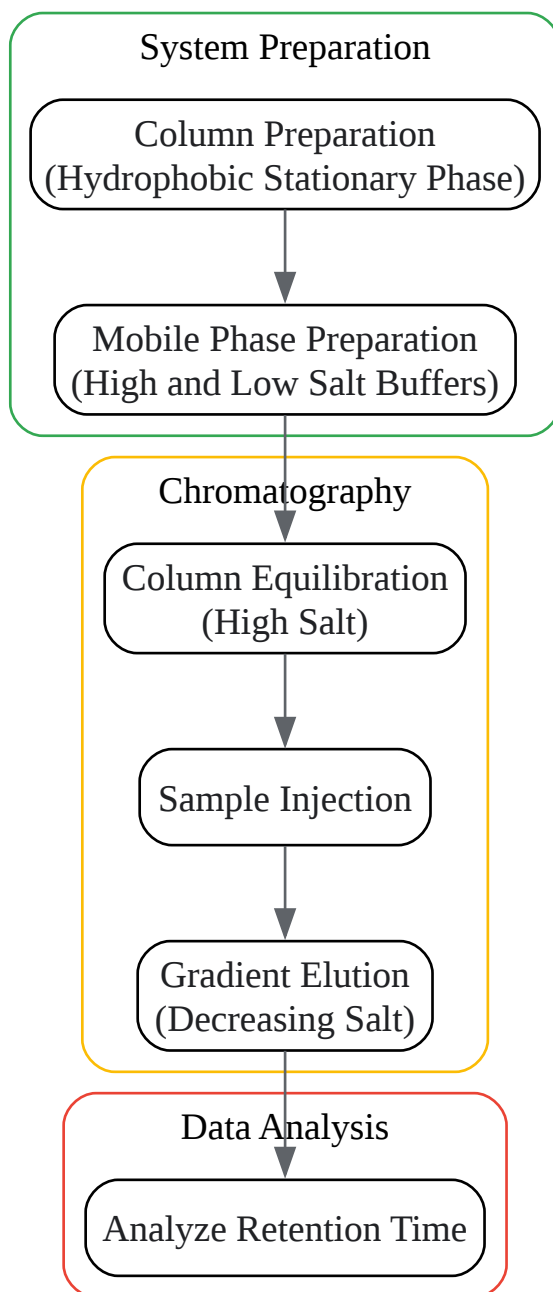 System Preparation
Column Preparation
(Hydrophobic Stationary Phase)
Mobile Phase Preparation
(High and Low Salt Buffers)
Chromatography
Column Equilibration
(High Salt)
Sample Injection
Gradient Elution
(Decreasing Salt)
Data Analysis
Analyze Retention Time